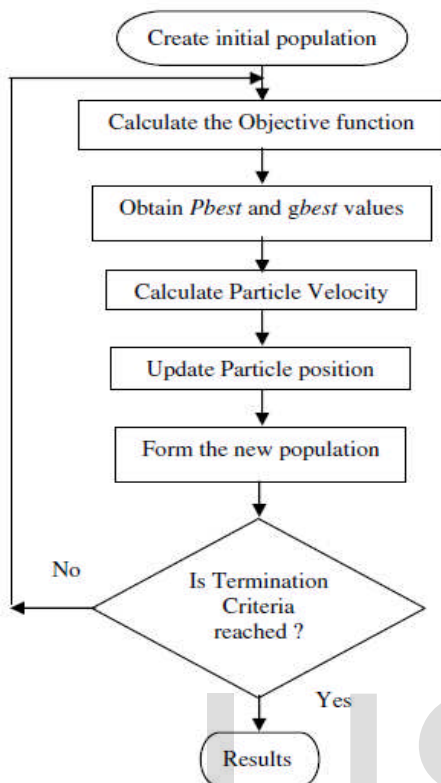 Create initial population
Calculate the Objective function
Obtain Pbest and gbest values
Calculate Particle Velocity
Update Particle position
Form the new population
No
Is Termination
Criteria
reached ?
Yes
Results